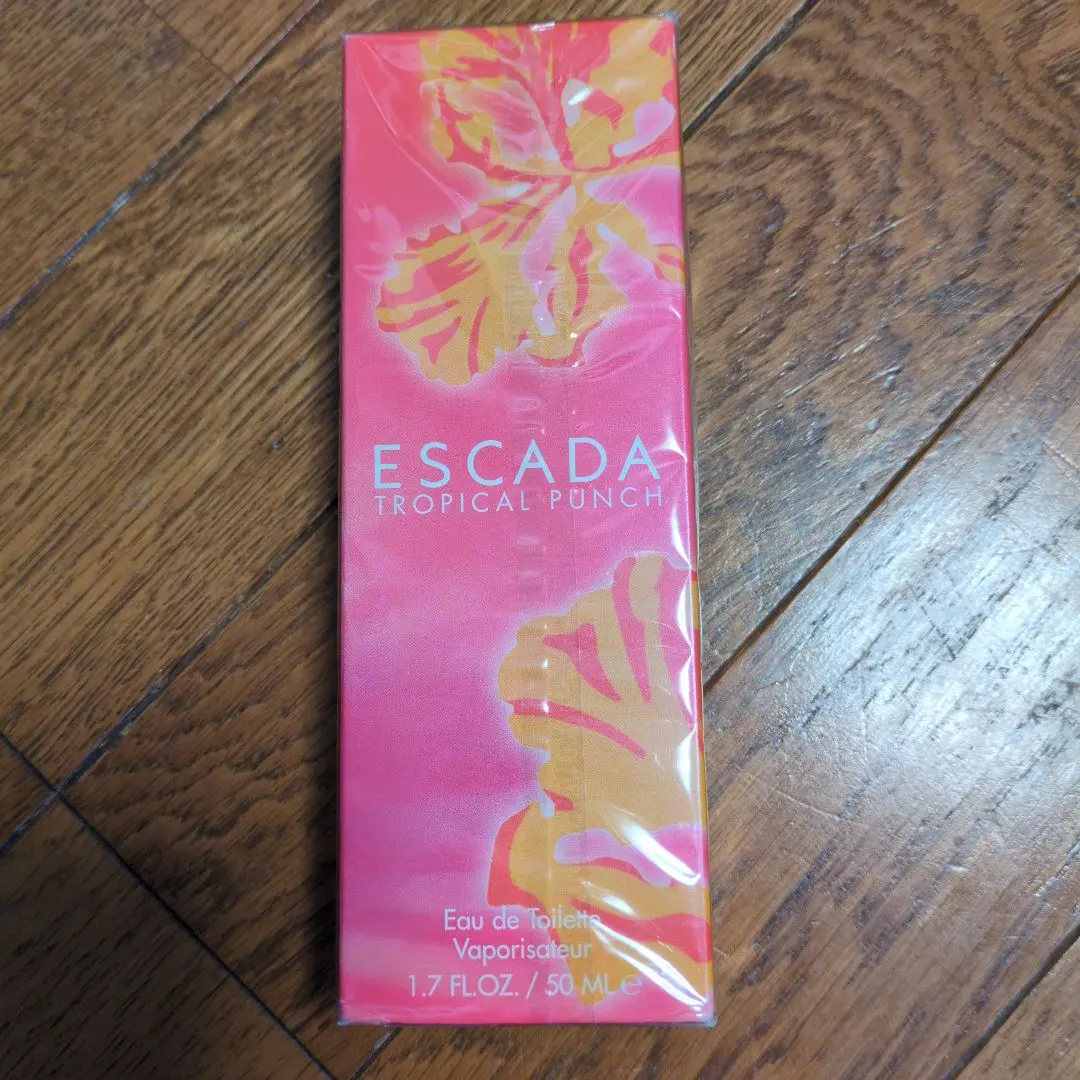 ESCADA
TROPICAL PUNCH
Eau de Toilette
Vaporisateur
1.7 FL.OZ. / 50 ML ℮